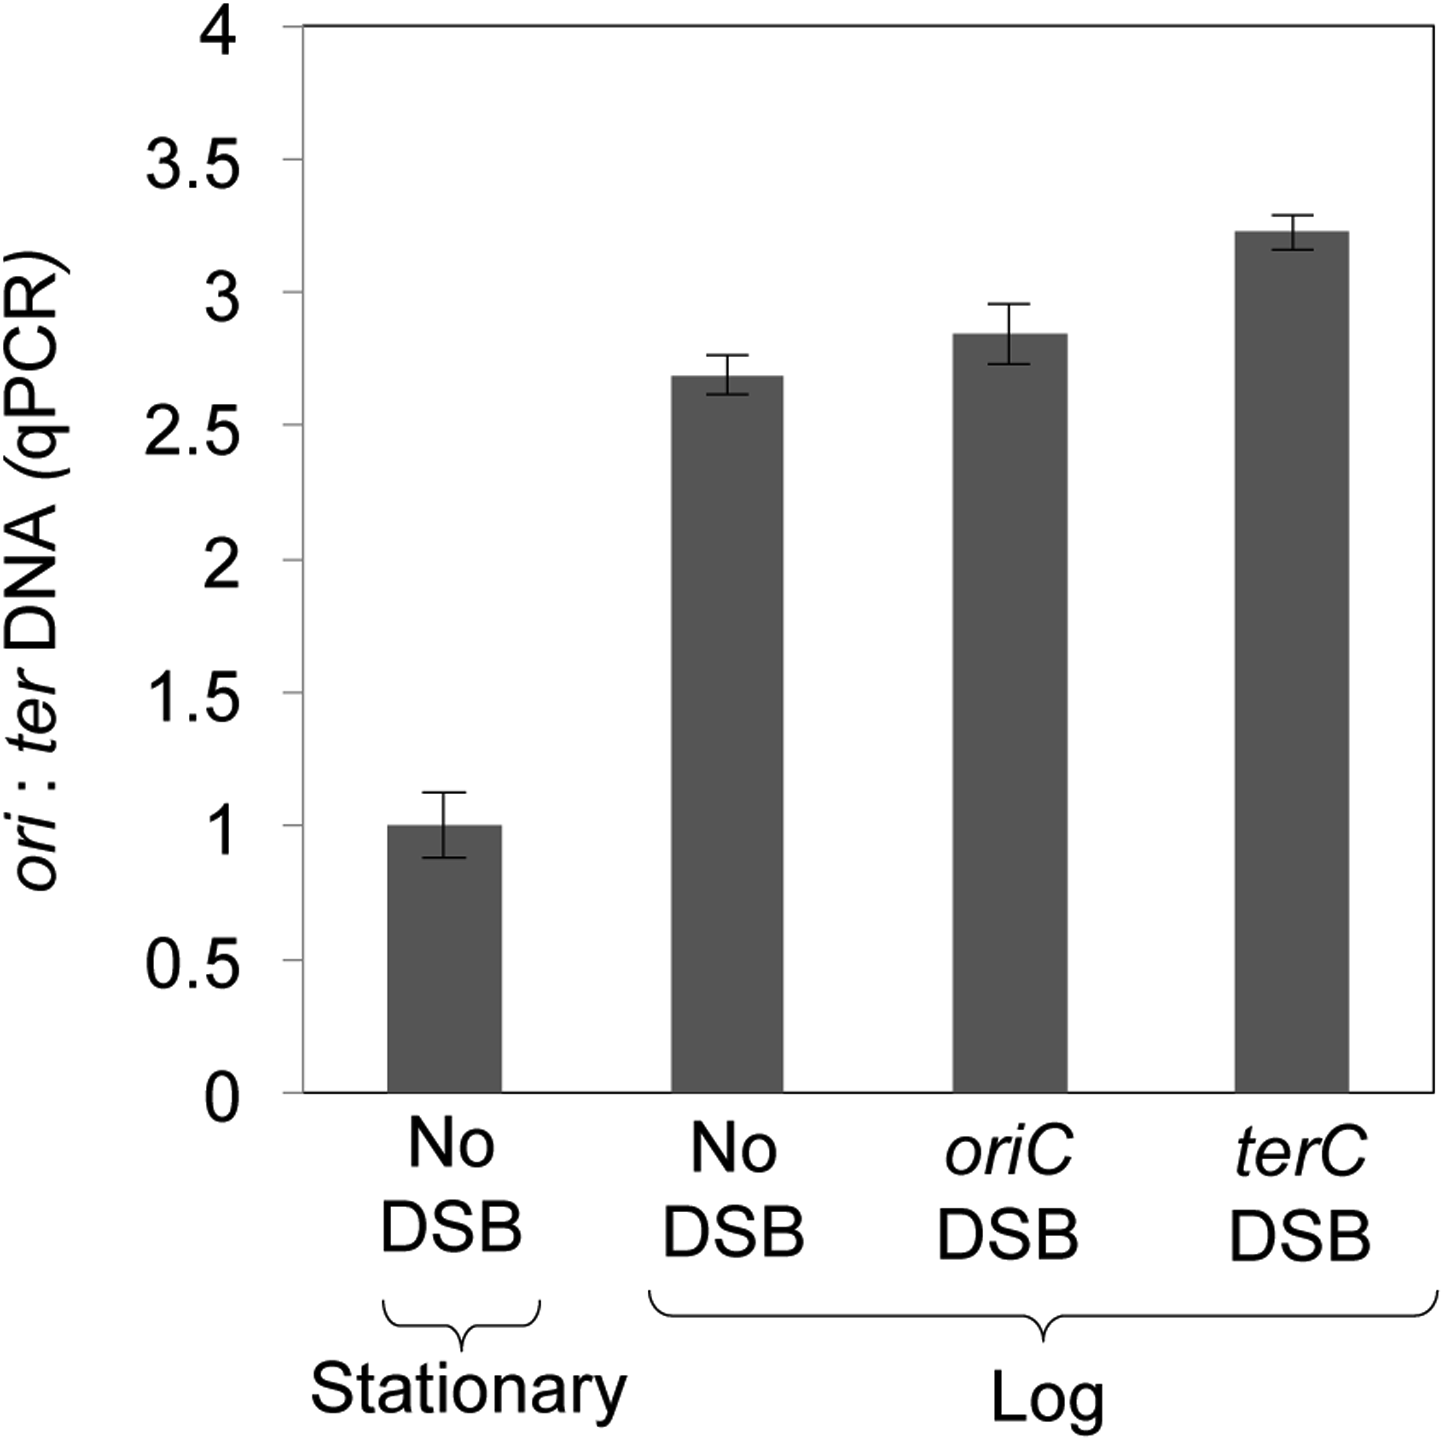 ori : ter DNA (qPCR)
4
3.5
3
2.5
2
1.5
1
0.5
0
No DSB
No DSB
oriC DSB
terC DSB
Stationary
Log